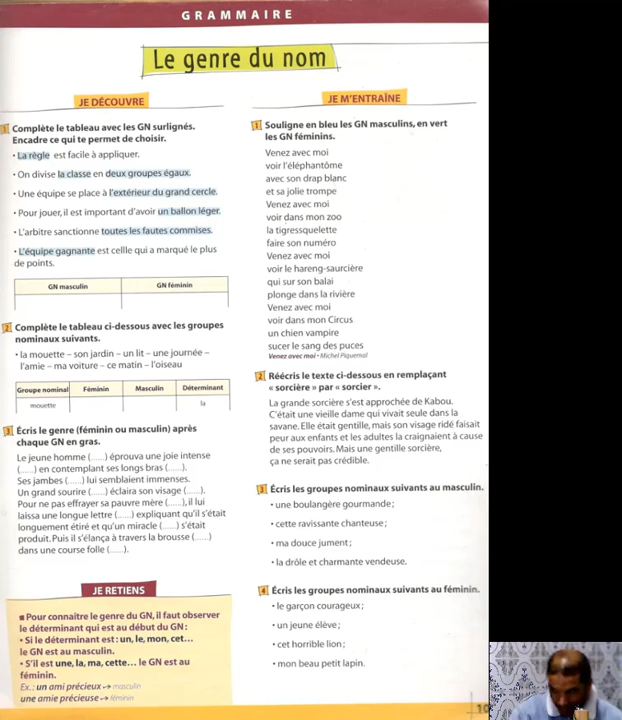 GRAMMAIRE
Le genre du nom
JE DÉCOUVRE
1 Complète le tableau avec les GN surlignés.
Encadre ce qui te permet de choisir.
• La règle est facile à appliquer.
• On divise la classe en deux groupes égaux.
• Une équipe se place à l'extérieur du grand cercle.
• Pour jouer, il est important d'avoir un ballon léger.
• L'arbitre sanctionne toutes les fautes commises.
• L'équipe gagnante est cellle qui a marqué le plus
de points.
GN masculin GN féminin
2 Complète le tableau ci-dessous avec les groupes
nominaux suivants.
• la mouette – son jardin – un lit – une journée –
l'amie – ma voiture – ce matin – l'oiseau
Groupe nominal Féminin Masculin Déterminant
mouette la
3 Écris le genre (féminin ou masculin) après
chaque GN en gras.
Le jeune homme (......) éprouva une joie intense
(......) en contemplant ses longs bras (......).
Ses jambes (......) lui semblaient immenses.
Un grand sourire (......) éclaira son visage (......).
Pour ne pas effrayer sa pauvre mère (......), il lui
laissa une longue lettre (......) expliquant qu'il s'était
longuement étiré et qu'un miracle (......) s'était
produit. Puis il s'élança à travers la brousse (......)
dans une course folle (......).
JE RETIENS
■ Pour connaitre le genre du GN, il faut observer
le déterminant qui est au début du GN :
• Si le déterminant est : un, le, mon, cet...
le GN est au masculin.
• S'il est une, la, ma, cette... le GN est au
féminin.
Ex. : un ami précieux ↔ masculin
une amie précieuse ↔ féminin
JE M'ENTRAÎNE
1 Souligne en bleu les GN masculins, en vert
les GN féminins.
Venez avec moi
voir l'éléphantôme
avec son drap blanc
et sa jolie trompe
Venez avec moi
voir dans mon zoo
la tigressquelette
faire son numéro
Venez avec moi
voir le hareng-saurcière
qui sur son balai
plonge dans la rivière
Venez avec moi
voir dans mon Circus
un chien vampire
sucer le sang des puces
Venez avec moi • Michel Piquemal
2 Réécris le texte ci-dessous en remplaçant
« sorcière » par « sorcier ».
La grande sorcière s'est approchée de Kabou.
C'était une vieille dame qui vivait seule dans la
savane. Elle était gentille, mais son visage ridé faisait
peur aux enfants et les adultes la craignaient à cause
de ses pouvoirs. Mais une gentille sorcière,
ça ne serait pas crédible.
3 Écris les groupes nominaux suivants au masculin.
• une boulangère gourmande ;
• cette ravissante chanteuse ;
• ma douce jument ;
• la drôle et charmante vendeuse.
4 Écris les groupes nominaux suivants au féminin.
• le garçon courageux ;
• un jeune élève ;
• cet horrible lion ;
• mon beau petit lapin.